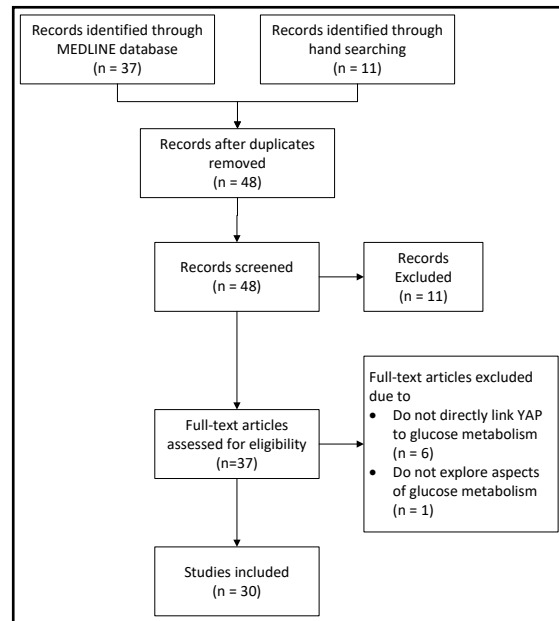 Records identified through
MEDLINE database
(n = 37)
Records identified through
hand searching
(n = 11)
Records after duplicates
removed
(n = 48)
Records screened
(n = 48)
Records
Excluded
(n = 11)
Full-text articles
assessed for eligibility
(n=37)
Full-text articles excluded
due to
• Do not directly link YAP
to glucose metabolism
(n = 6)
• Do not explore aspects
of glucose metabolism
(n = 1)
Studies included
(n = 30)